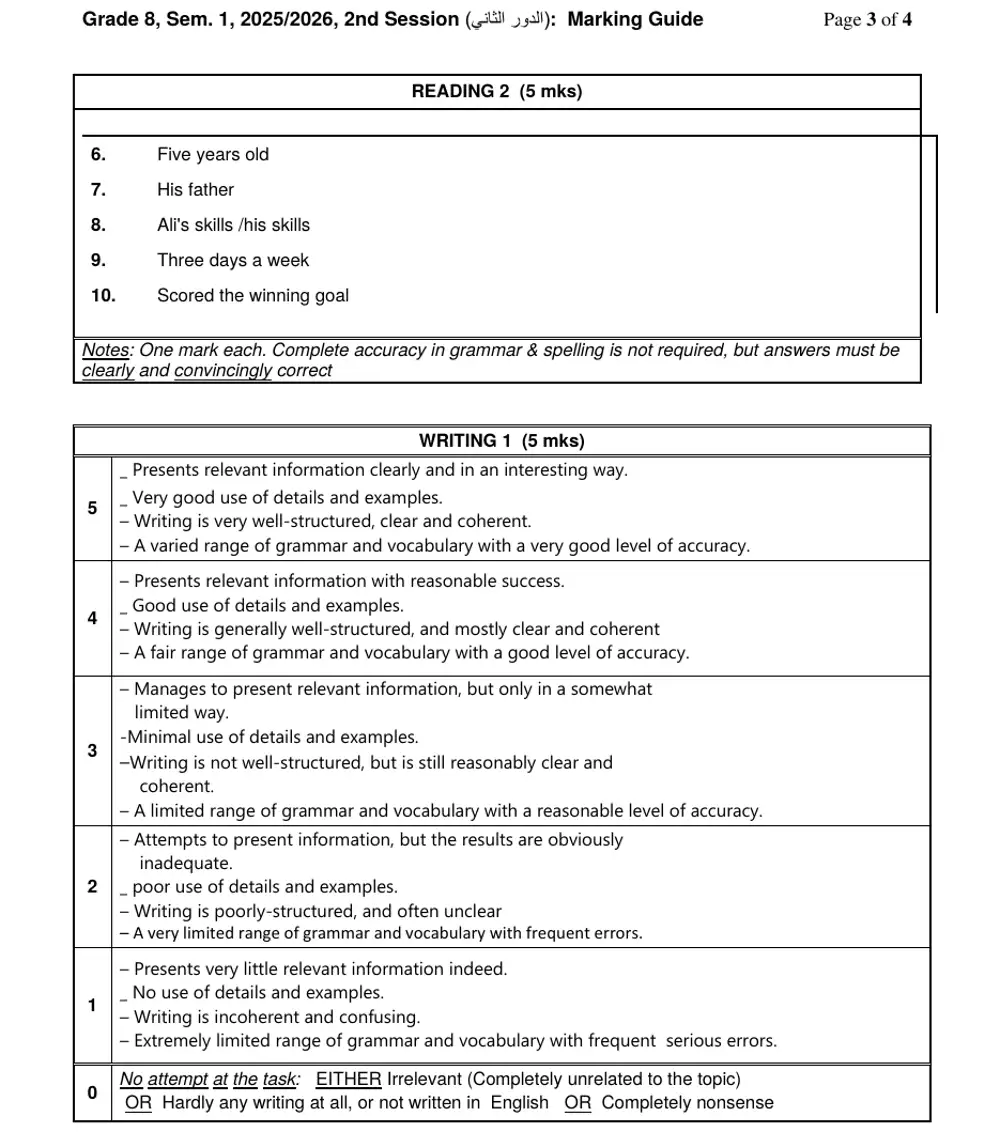 Grade 8, Sem. 1, 2025/2026, 2nd Session (الدور الثاني): Marking Guide Page 3 of 4
READING 2 (5 mks)
6. Five years old
7. His father
8. Ali's skills /his skills
9. Three days a week
10. Scored the winning goal
Notes: One mark each. Complete accuracy in grammar & spelling is not required, but answers must be
clearly and convincingly correct
WRITING 1 (5 mks)
5
_ Presents relevant information clearly and in an interesting way.
_ Very good use of details and examples.
– Writing is very well-structured, clear and coherent.
– A varied range of grammar and vocabulary with a very good level of accuracy.
4
– Presents relevant information with reasonable success.
_ Good use of details and examples.
– Writing is generally well-structured, and mostly clear and coherent
– A fair range of grammar and vocabulary with a good level of accuracy.
3
– Manages to present relevant information, but only in a somewhat
limited way.
-Minimal use of details and examples.
–Writing is not well-structured, but is still reasonably clear and
coherent.
– A limited range of grammar and vocabulary with a reasonable level of accuracy.
2
– Attempts to present information, but the results are obviously
inadequate.
_ poor use of details and examples.
– Writing is poorly-structured, and often unclear
– A very limited range of grammar and vocabulary with frequent errors.
1
– Presents very little relevant information indeed.
_ No use of details and examples.
– Writing is incoherent and confusing.
– Extremely limited range of grammar and vocabulary with frequent serious errors.
0
No attempt at the task: EITHER Irrelevant (Completely unrelated to the topic)
OR Hardly any writing at all, or not written in English OR Completely nonsense